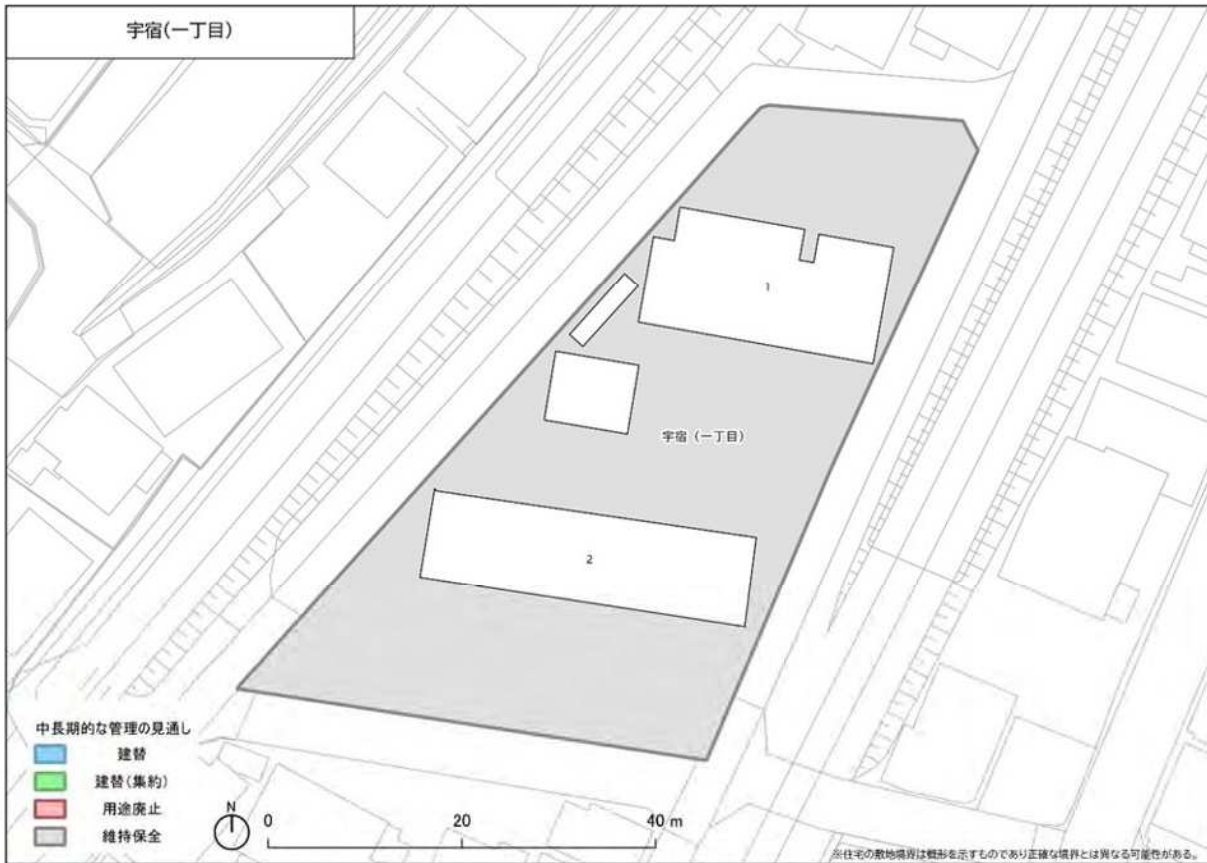 宇宿(一丁目)
1
宇宿（一丁目）
2
中長期的な管理の見通し
建替
建替(集約)
用途廃止
維持保全
N
0 20 40 m
※住宅の敷地境界は概形を示すものであり正確な境界とは異なる可能性がある。